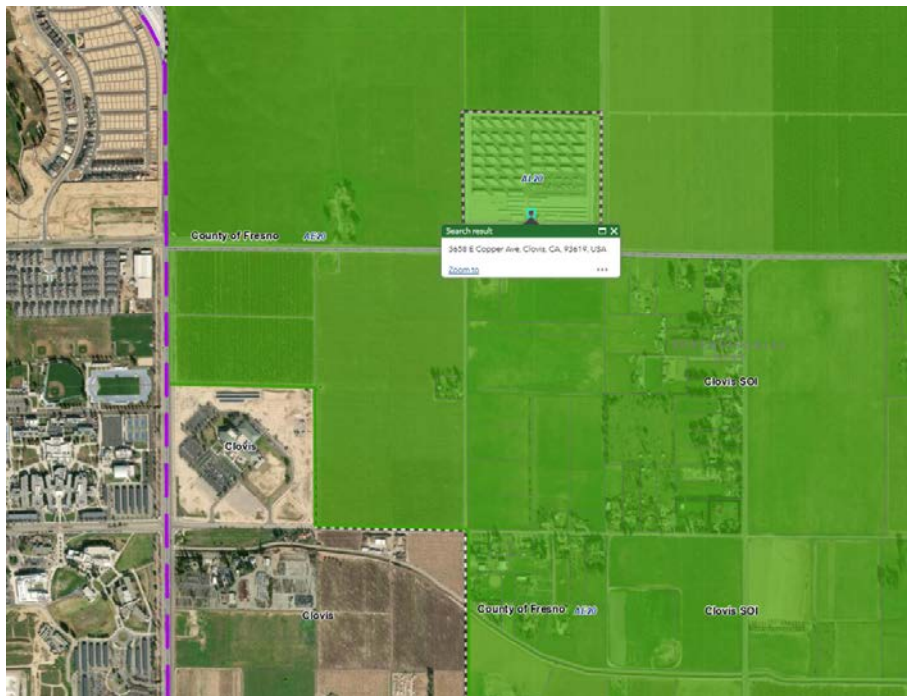 AE20
County of Fresno AE20
Search result
3658 E Copper Ave, Clovis, CA, 93619, USA
Zoom to
Clovis SOI
Clovis
Clovis
County of Fresno AE20
Clovis SOI